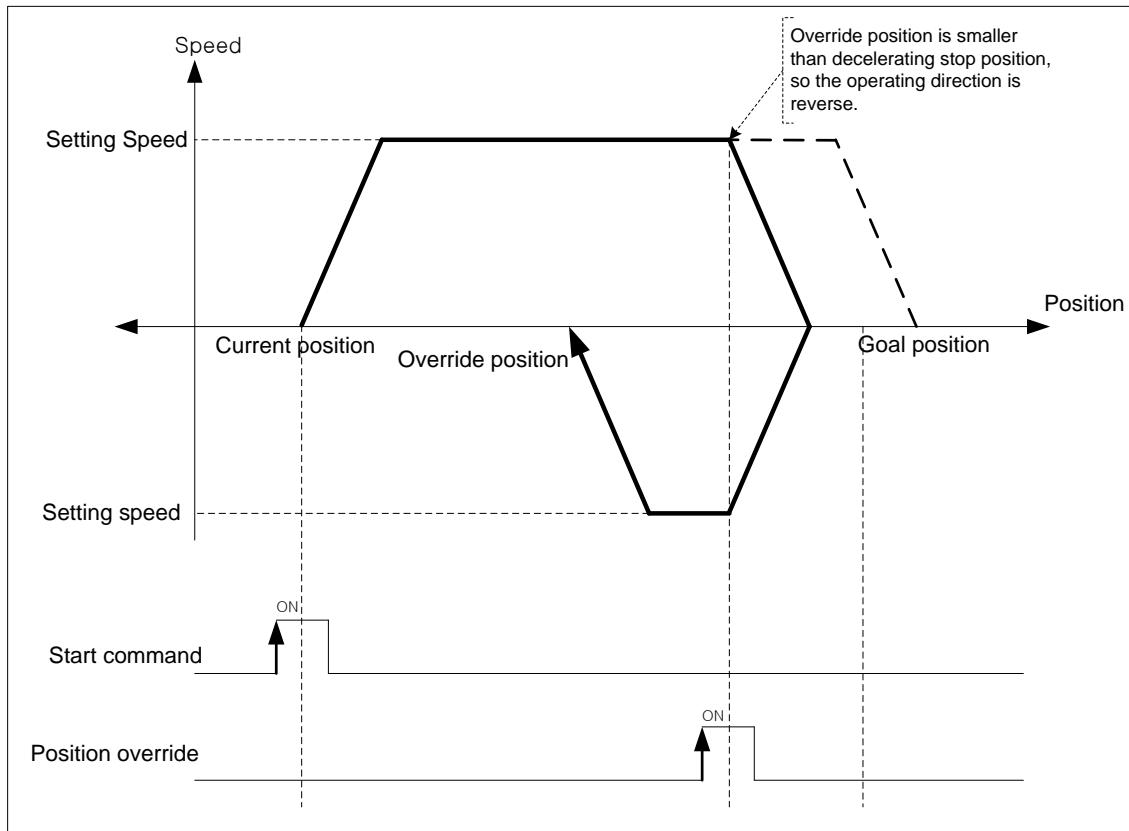 Speed
Override position is smaller
than decelerating stop position,
so the operating direction is
reverse.
Setting Speed
Position
Current position
Override position
Goal position
Setting speed
ON
Start command
ON
Position override